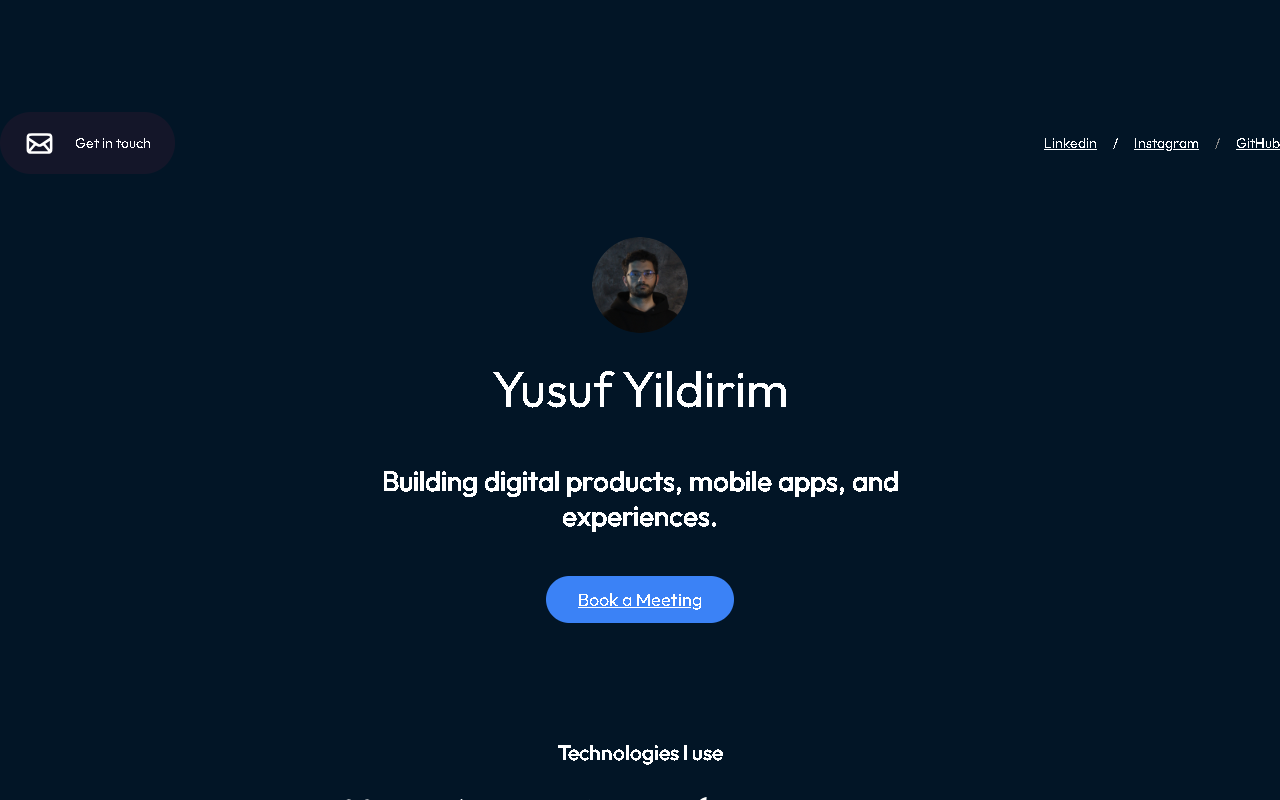 Get in touch
Linkedin / Instagram / GitHub
Yusuf Yildirim
Building digital products, mobile apps, and
experiences.
Book a Meeting
Technologies I use